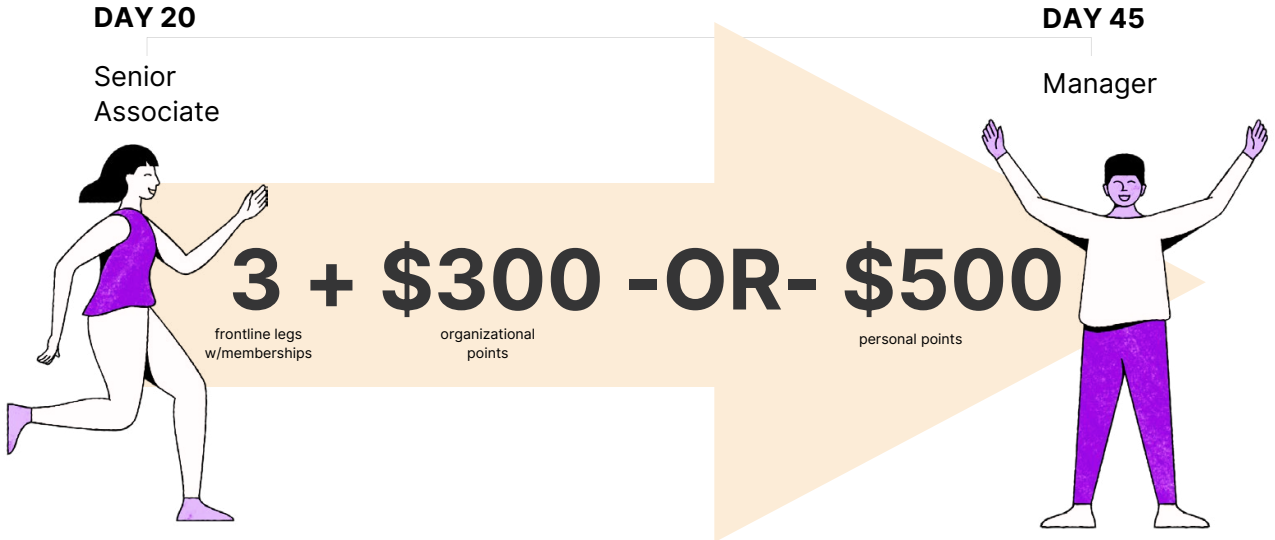 DAY 20
DAY 45
Senior
Associate
Manager
3 + $300 -OR- $500
frontline legs
w/memberships
organizational
points
personal points